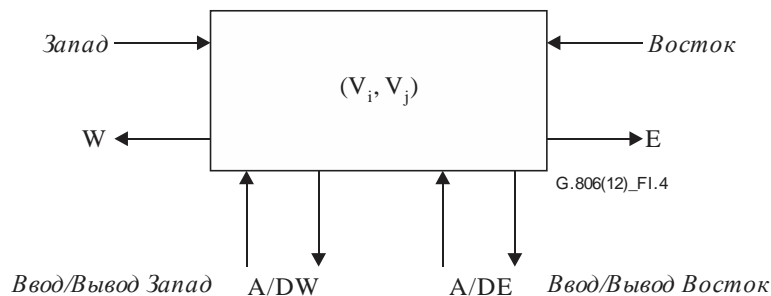 Запад
Восток
(Vi, Vj)
W
E
G.806(12)_FI.4
Ввод/Вывод Запад A/DW A/DE Ввод/Вывод Восток